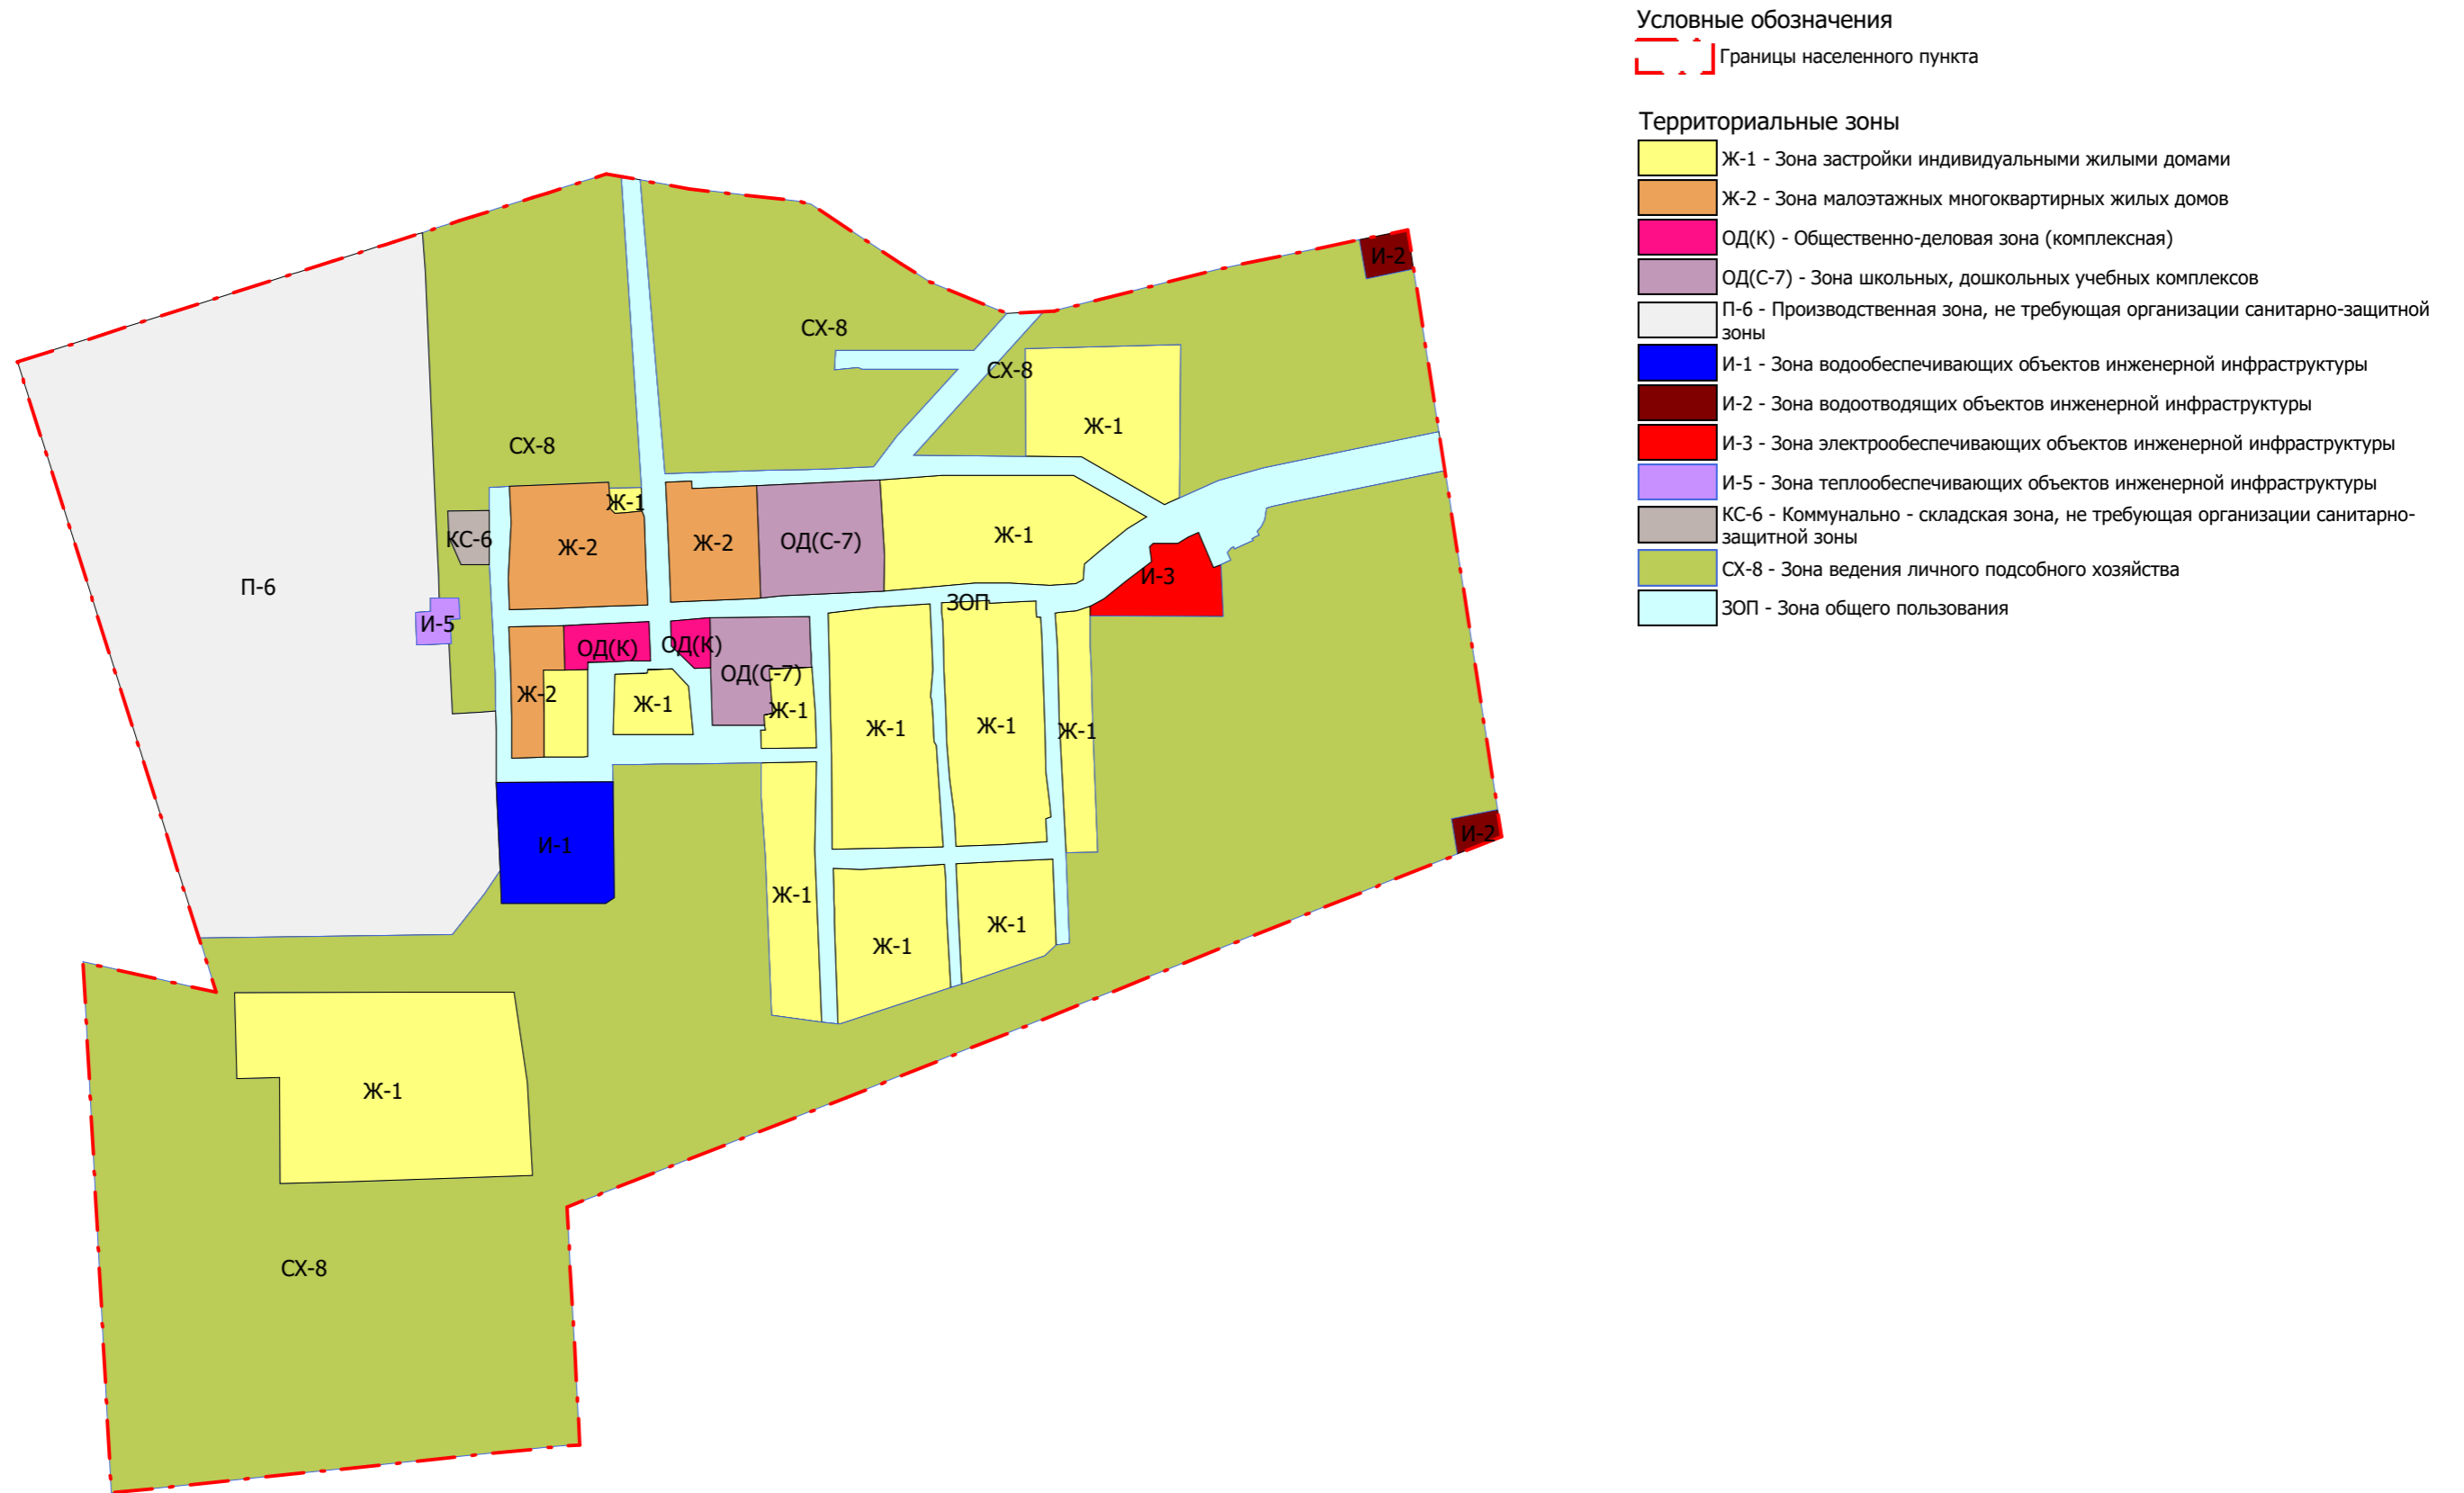 Условные обозначения
Границы населенного пункта
Территориальные зоны
Ж-1 - Зона застройки индивидуальными жилыми домами
Ж-2 - Зона малоэтажных многоквартирных жилых домов
ОД(К) - Общественно-деловая зона (комплексная)
ОД(С-7) - Зона школьных, дошкольных учебных комплексов
П-6 - Производственная зона, не требующая организации санитарно-защитной
зоны
И-1 - Зона водообеспечивающих объектов инженерной инфраструктуры
И-2 - Зона водоотводящих объектов инженерной инфраструктуры
И-3 - Зона электрообеспечивающих объектов инженерной инфраструктуры
И-5 - Зона теплообеспечивающих объектов инженерной инфраструктуры
КС-6 - Коммунально - складская зона, не требующая организации санитарно-
защитной зоны
СХ-8 - Зона ведения личного подсобного хозяйства
ЗОП - Зона общего пользования
И-2
СХ-8
СХ-8
Ж-1
СХ-8
Ж-1
КС-6
Ж-2
Ж-2
ОД(С-7)
Ж-1
П-6
И-3
ЗОП
И-5
ОД(К)
ОД(К)
ОД(С-7)
Ж-2
Ж-1
Ж-1
Ж-1
Ж-1
Ж-1
И-1
И-2
Ж-1
Ж-1
Ж-1
Ж-1
СХ-8